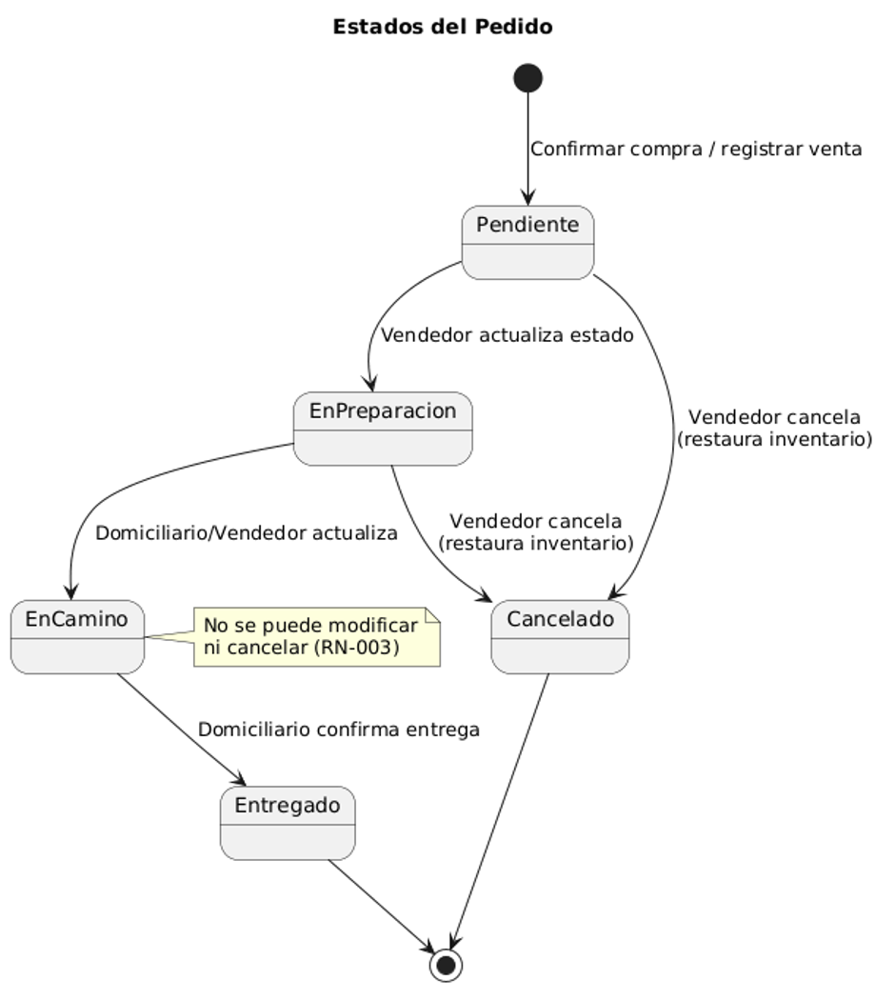 Estados del Pedido
Confirmar compra / registrar venta
Pendiente
Vendedor actualiza estado
Vendedor cancela
(restaura inventario)
EnPreparacion
Domiciliario/Vendedor actualiza
Vendedor cancela
(restaura inventario)
EnCamino
No se puede modificar
ni cancelar (RN-003)
Cancelado
Domiciliario confirma entrega
Entregado